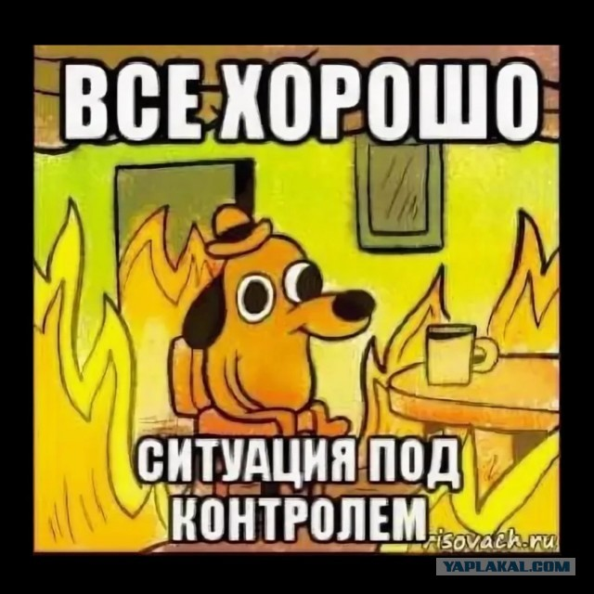 ВСЕ ХОРОШО
СИТУАЦИЯ ПОД
КОНТРОЛЕМ
risovach.ru
YAPLAKAL.COM